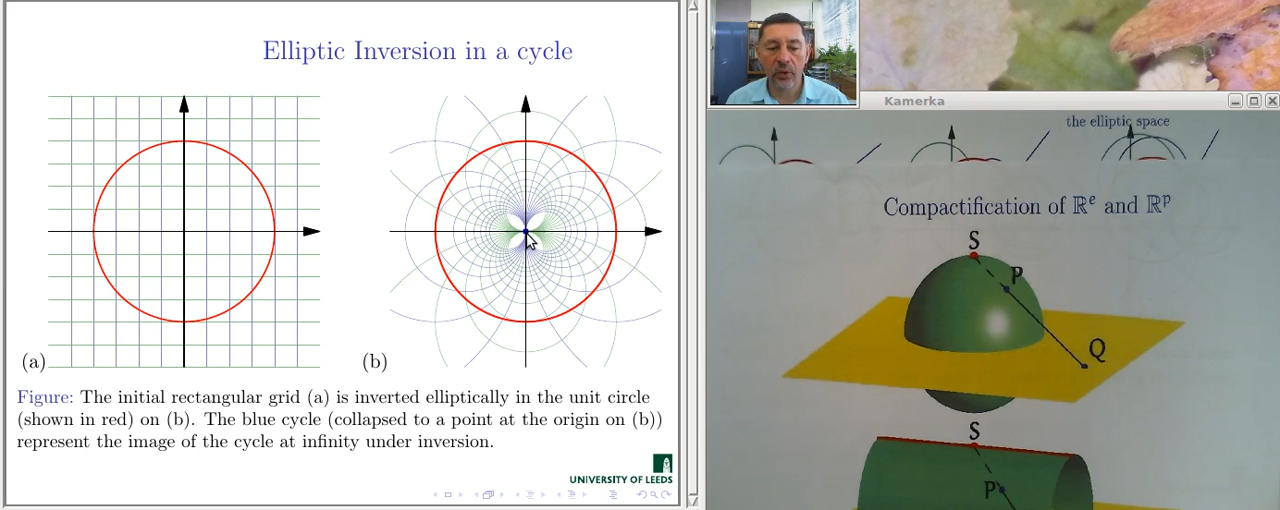 Elliptic Inversion in a cycle
(a)
(b)
Figure: The initial rectangular grid (a) is inverted elliptically in the unit circle
(shown in red) on (b). The blue cycle (collapsed to a point at the origin on (b))
represent the image of the cycle at infinity under inversion.
UNIVERSITY OF LEEDS
Kamerka
the elliptic space
Compactification of ℝᵉ and ℝᵖ
S
P
Q
S
P